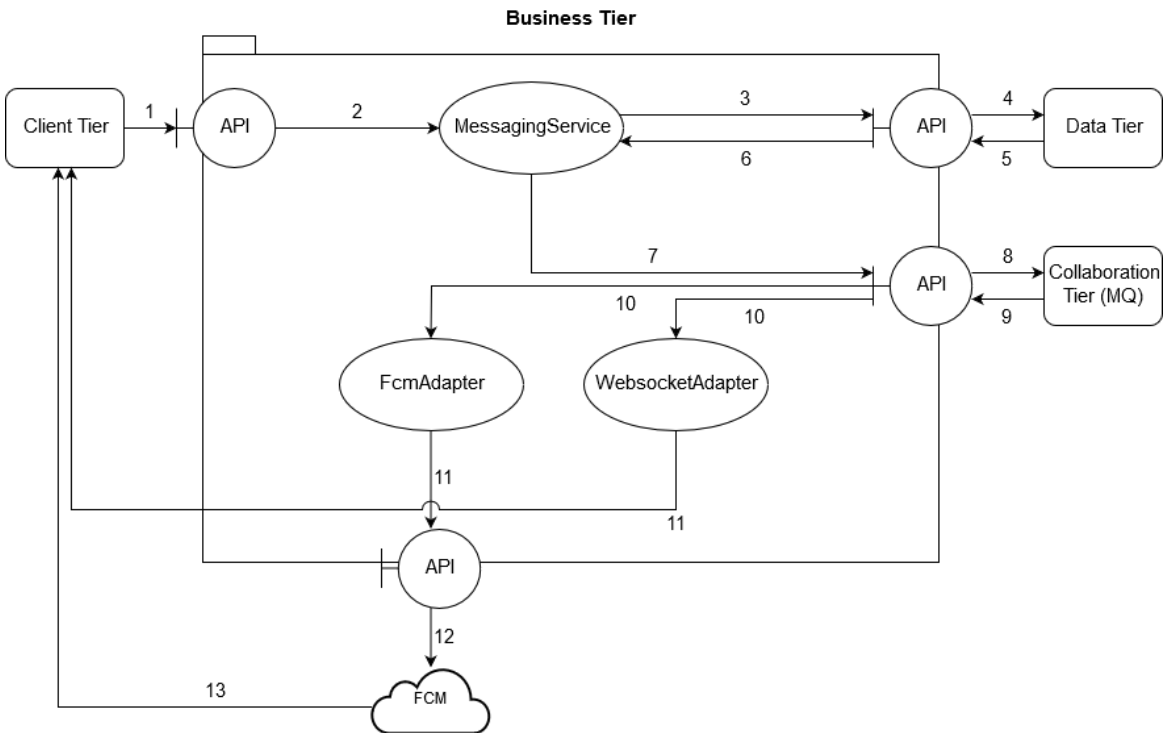 Business Tier
Client Tier
1
API
2
MessagingService
3
6
API
4
5
Data Tier
7
API
8
9
Collaboration
Tier (MQ)
10
10
FcmAdapter
WebsocketAdapter
11
11
API
12
FCM
13